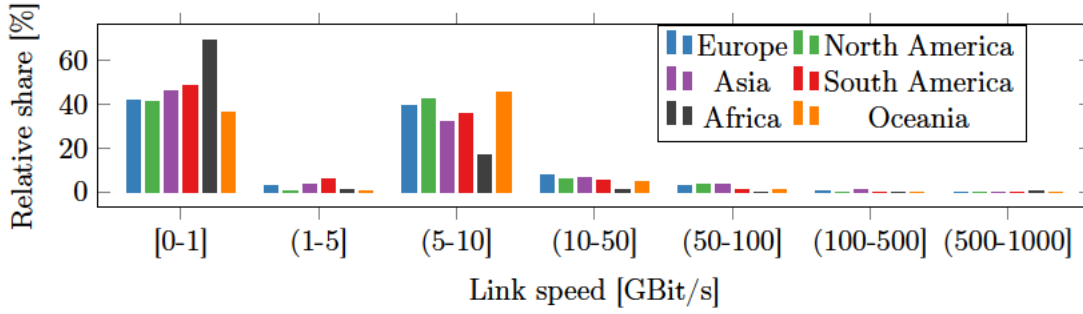 Relative share [%]
60
40
20
0
Europe North America
Asia South America
Africa Oceania
[0-1] (1-5] (5-10] (10-50] (50-100] (100-500] (500-1000]
Link speed [GBit/s]